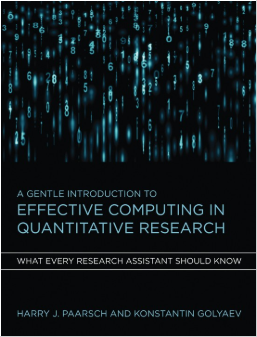 A GENTLE INTRODUCTION TO
EFFECTIVE COMPUTING IN
QUANTITATIVE RESEARCH
WHAT EVERY RESEARCH ASSISTANT SHOULD KNOW
HARRY J. PAARSCH AND KONSTANTIN GOLYAEV